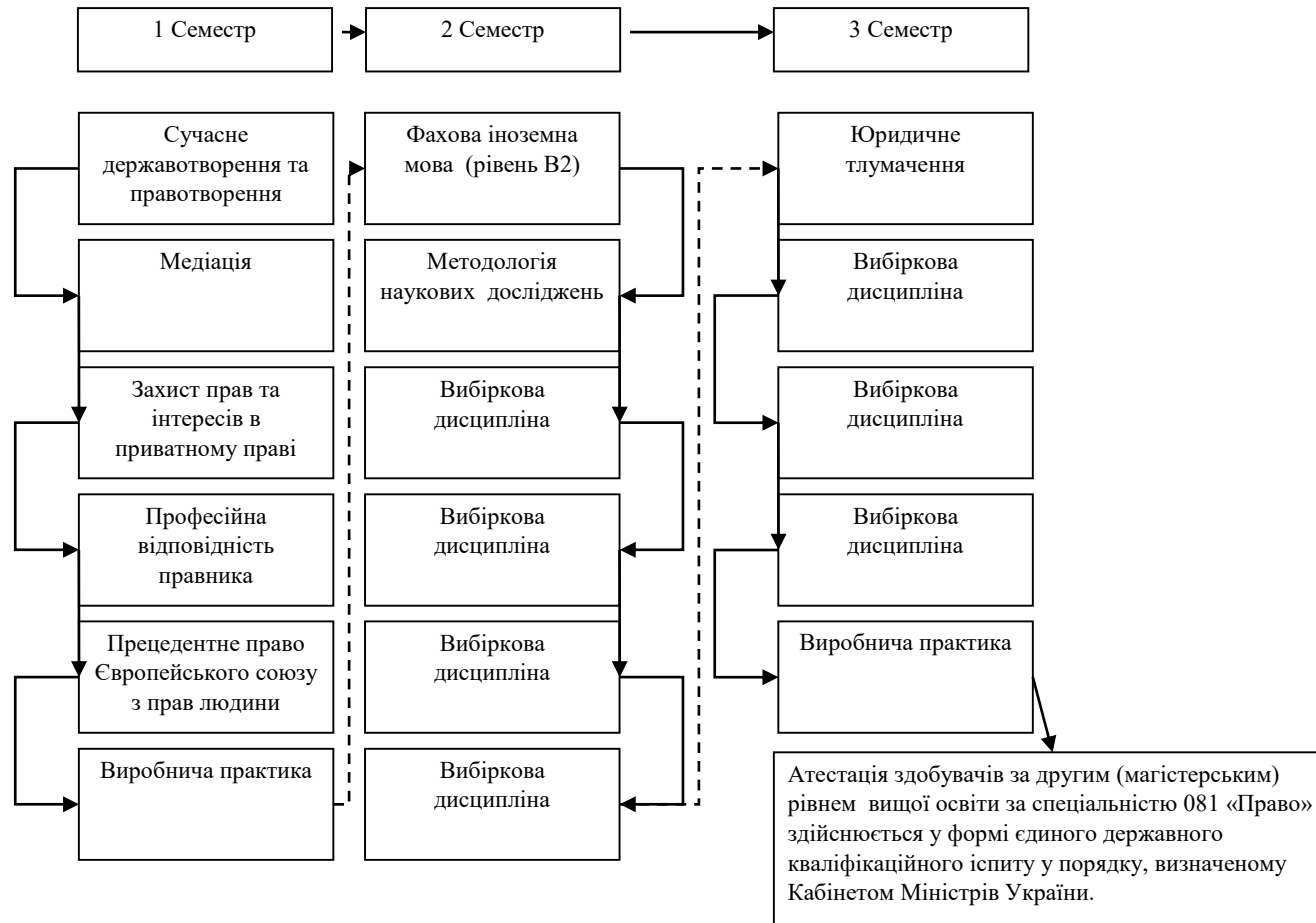 1 Семестр
2 Семестр
3 Семестр
Сучасне
державотворення та
правотворення
Медіація
Захист прав та
інтересів в
приватному праві
Професійна
відповідність
правника
Прецедентне право
Європейського союзу
з прав людини
Виробнича практика
Фахова іноземна
мова (рівень В2)
Методологія
наукових досліджень
Вибіркова
дисципліна
Вибіркова
дисципліна
Вибіркова
дисципліна
Вибіркова
дисципліна
Юридичне
тлумачення
Вибіркова
дисципліна
Вибіркова
дисципліна
Вибіркова
дисципліна
Виробнича практика
Атестація здобувачів за другим (магістерським)
рівнем вищої освіти за спеціальністю 081 «Право»
здійснюється у формі єдиного державного
кваліфікаційного іспиту у порядку, визначеному
Кабінетом Міністрів України.